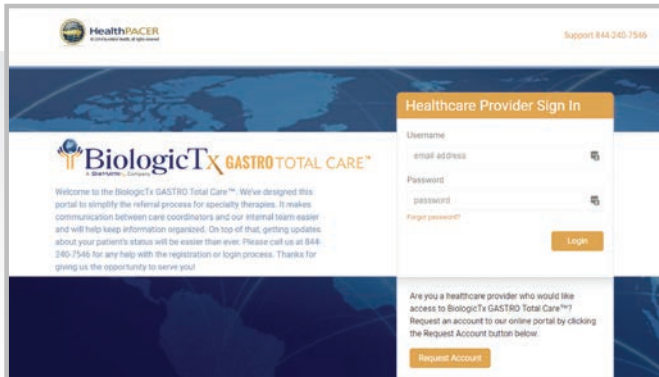 HealthPACER
Support 844-240-7546
BiologicTx GASTRO TOTAL CARE™
Company
Welcome to the BiologicTx GASTRO Total Care™. We've designed this
portal to simplify the referral process for specialty therapies. It makes
communication between care coordinators and our internal team easier
and will help keep information organized. On top of that, getting updates
about your patient's status will be easier than ever. Please call us at 844-
240-7546 for any help with the registration or login process. Thanks for
giving us the opportunity to serve you!
Healthcare Provider Sign In
Username
email address
Password
password
Forgot password?
Login
Are you a healthcare provider who would like
access to BiologicTx GASTRO Total Care™?
Request an account to our online portal by clicking
the Request Account button below.
Request Account